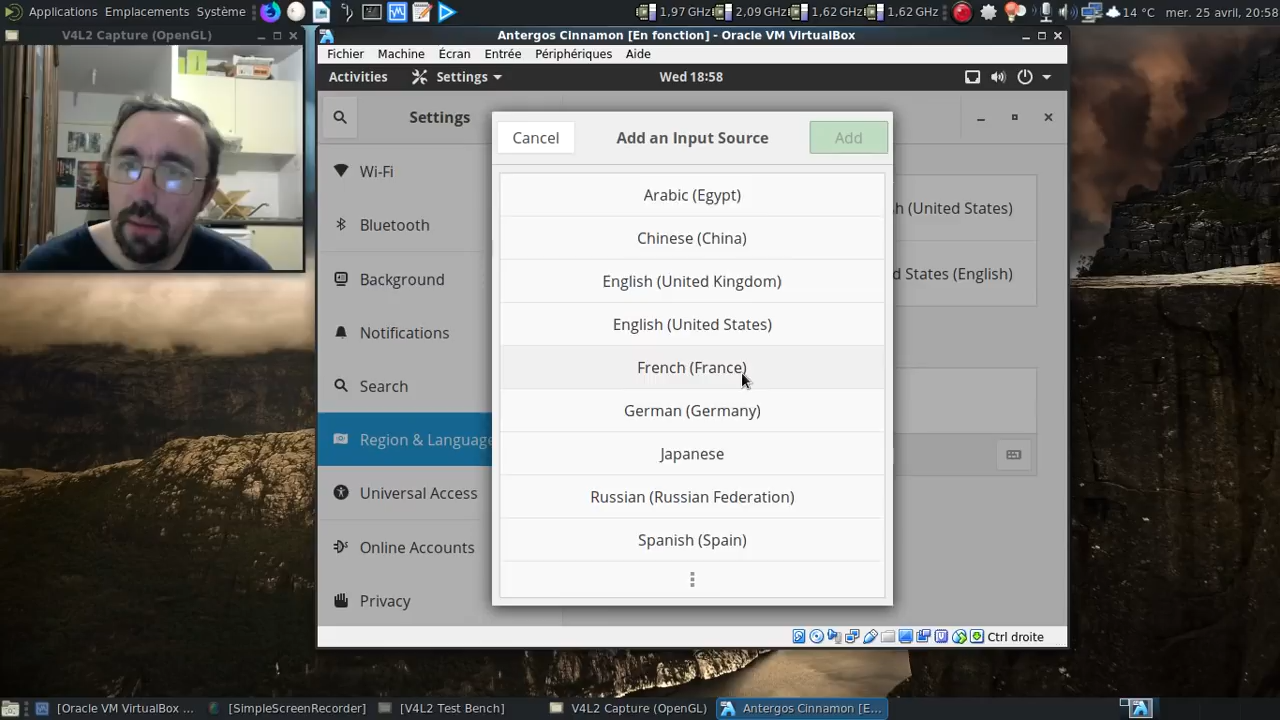 Applications Emplacements Système
1,97 GHz 2,09 GHz 1,62 GHz 1,62 GHz 14 °C mer. 25 avril, 20:58
V4L2 Capture (OpenGL)
Antergos Cinnamon [En fonction] - Oracle VM VirtualBox
Fichier Machine Écran Entrée Périphériques Aide
Activities Settings Wed 18:58
Settings
Cancel Add an Input Source Add
Wi-Fi
Bluetooth
Background
Notifications
Search
Region & Language
Universal Access
Online Accounts
Privacy
Arabic (Egypt)
Chinese (China)
English (United Kingdom)
English (United States)
French (France)
German (Germany)
Japanese
Russian (Russian Federation)
Spanish (Spain)
(United States)
States (English)
Ctrl droite
[Oracle VM VirtualBox ... [SimpleScreenRecorder] [V4L2 Test Bench] V4L2 Capture (OpenGL) Antergos Cinnamon [E...